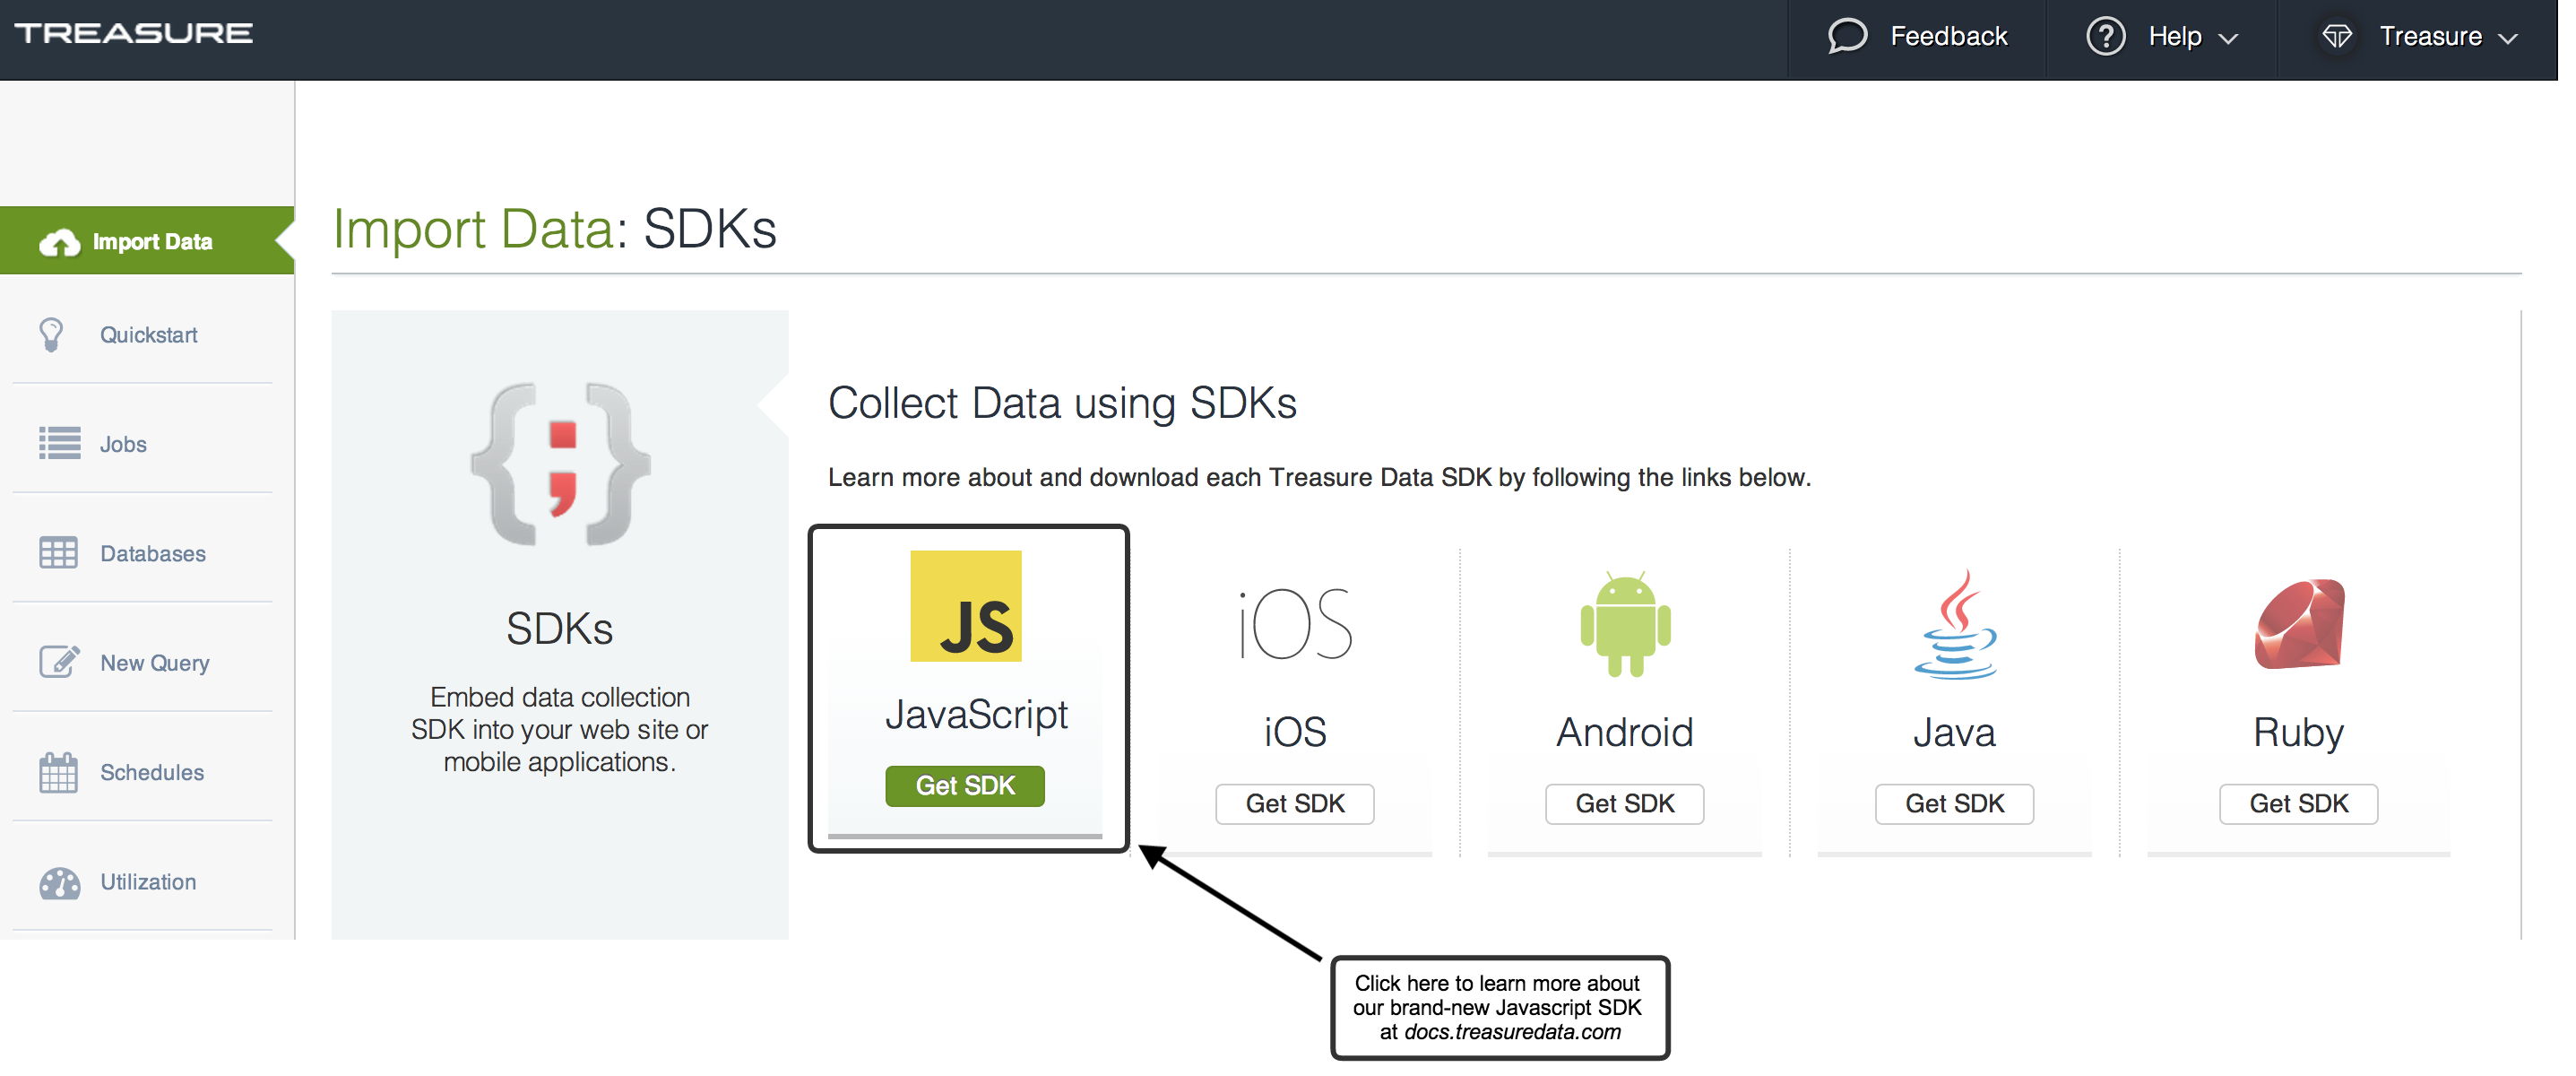 TREASURE
Feedback
Help
Treasure
Import Data
Quickstart
Jobs
Databases
New Query
Schedules
Utilization
Import Data: SDKs
SDKs
Embed data collection
SDK into your web site or
mobile applications.
Collect Data using SDKs
Learn more about and download each Treasure Data SDK by following the links below.
JS
JavaScript
Get SDK
iOS
iOS
Get SDK
Android
Get SDK
Java
Get SDK
Ruby
Get SDK
Click here to learn more about
our brand-new Javascript SDK
at docs.treasuredata.com